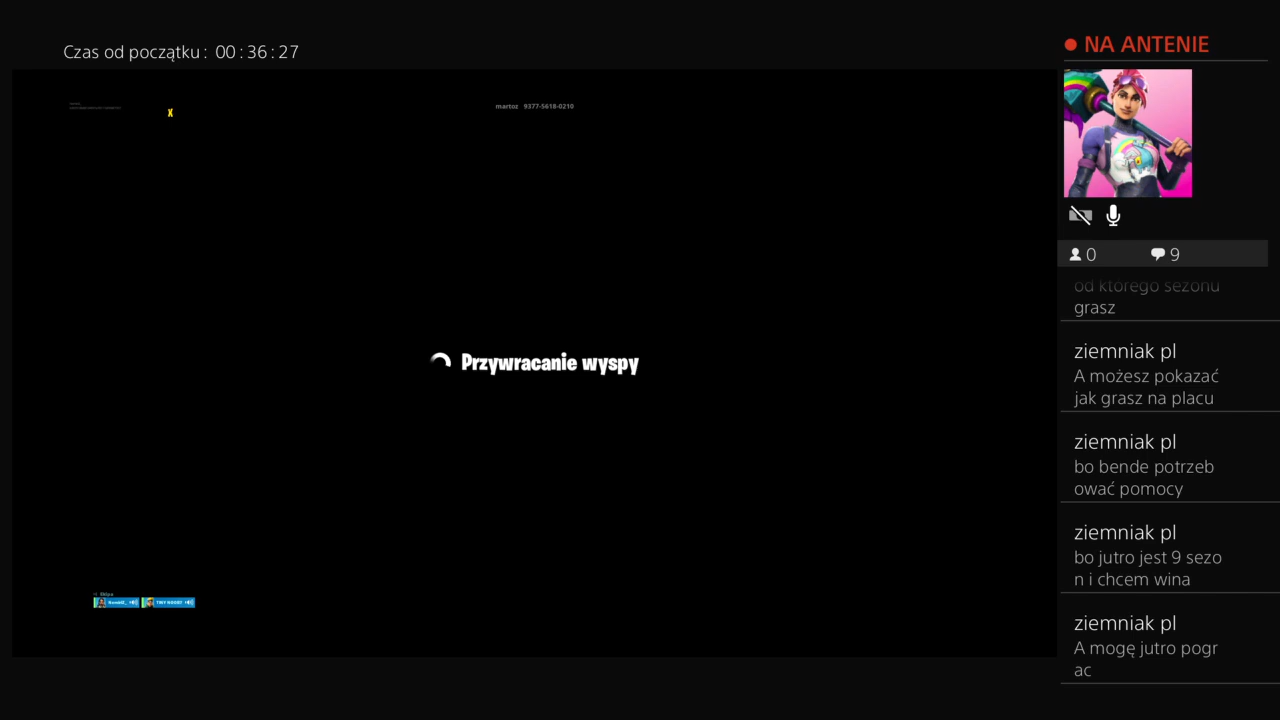 Czas od początku : 00 : 36 : 27
NA ANTENIE
X
martoz 9377-5618-0210
0
9
od którego sezonu
grasz
ziemniak pl
A możesz pokazać
jak grasz na placu
Przywracanie wyspy
ziemniak pl
bo bende potrzeb
ować pomocy
ziemniak pl
bo jutro jest 9 sezo
n i chcem wina
ziemniak pl
A mogę jutro pogr
ac
Ekipa